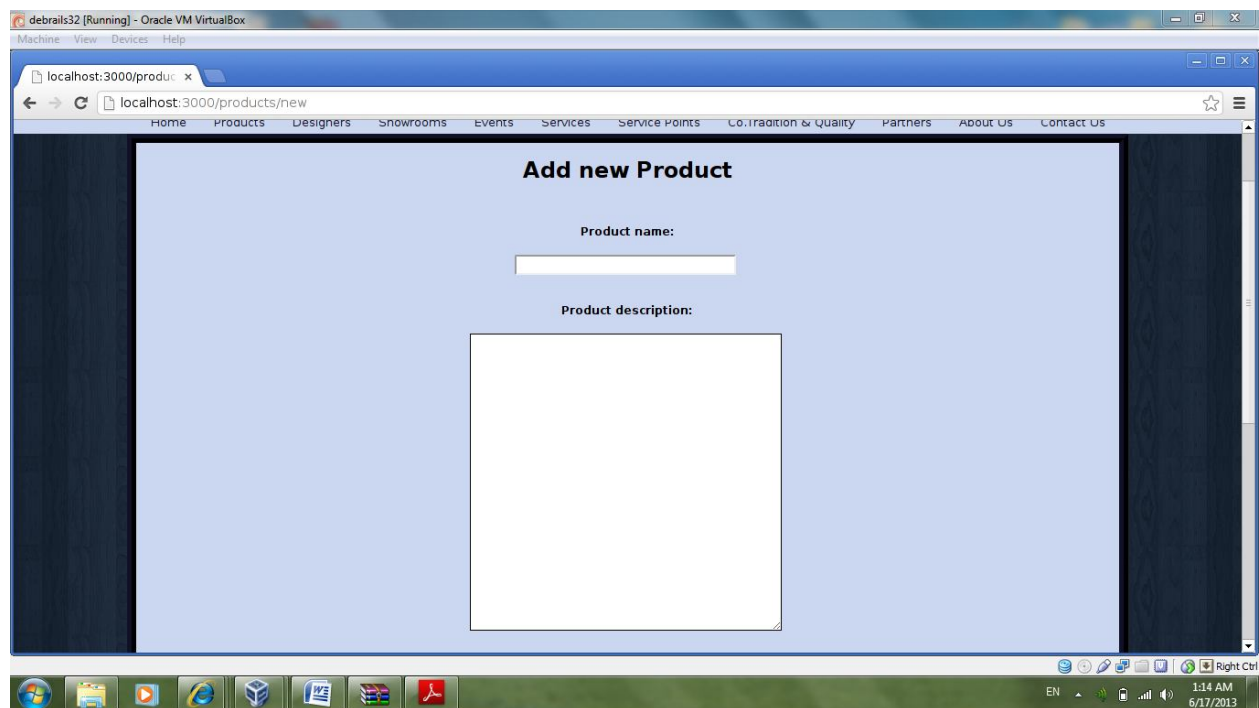 debrails32 [Running] - Oracle VM VirtualBox
Machine View Devices Help
localhost:3000/produc
localhost:3000/products/new
Home Products Designers Showrooms Events Services Service Points Co.Tradition & Quality Partners About Us Contact Us
Add new Product
Product name:
Product description:
Right Ctrl
EN 1:14 AM
6/17/2013